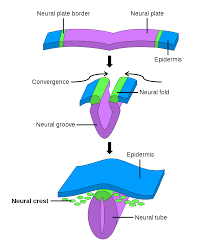 Neural plate border
Neural plate
Epidermis
Convergence
Neural fold
Neural groove
Epidermis
Neural crest
Neural tube